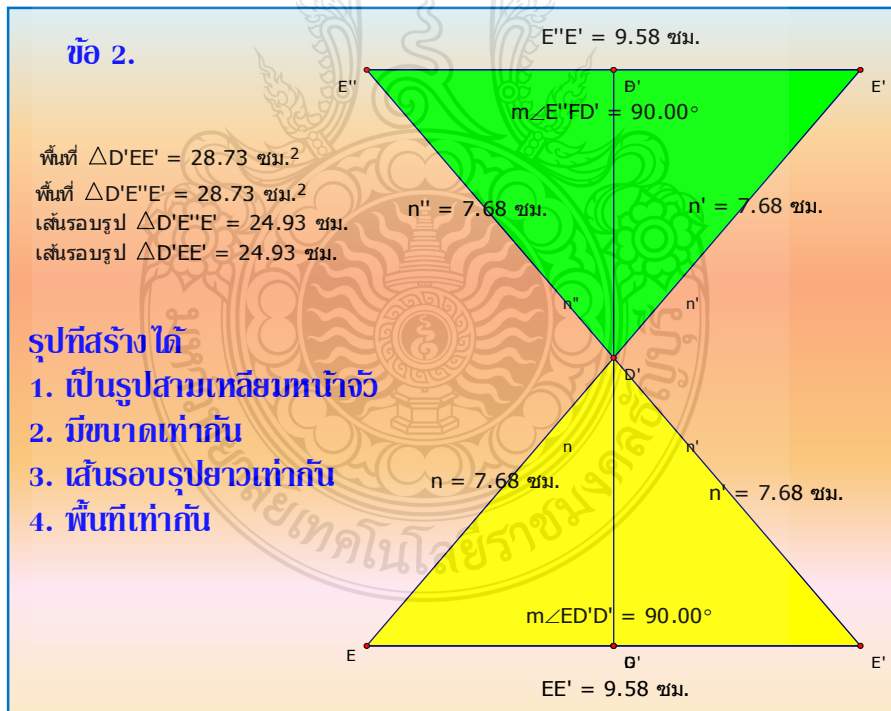 ข้อ 2.
E''E' = 9.58 ซม.
E''
D'
E'
m∠E''FD' = 90.00°
พื้นที่ △D'EE' = 28.73 ซม.²
พื้นที่ △D'E''E' = 28.73 ซม.²
เส้นรอบรูป △D'E''E' = 24.93 ซม.
เส้นรอบรูป △D'EE' = 24.93 ซม.
n'' = 7.68 ซม.
n' = 7.68 ซม.
n''
n'
D'
รูปที่สร้างได้
1. เป็นรูปสามเหลี่ยมหน้าจั่ว
2. มีขนาดเท่ากัน
3. เส้นรอบรูปยาวเท่ากัน
4. พื้นที่เท่ากัน
n
n'
n = 7.68 ซม.
n' = 7.68 ซม.
m∠ED'D' = 90.00°
E
E'
EE' = 9.58 ซม.